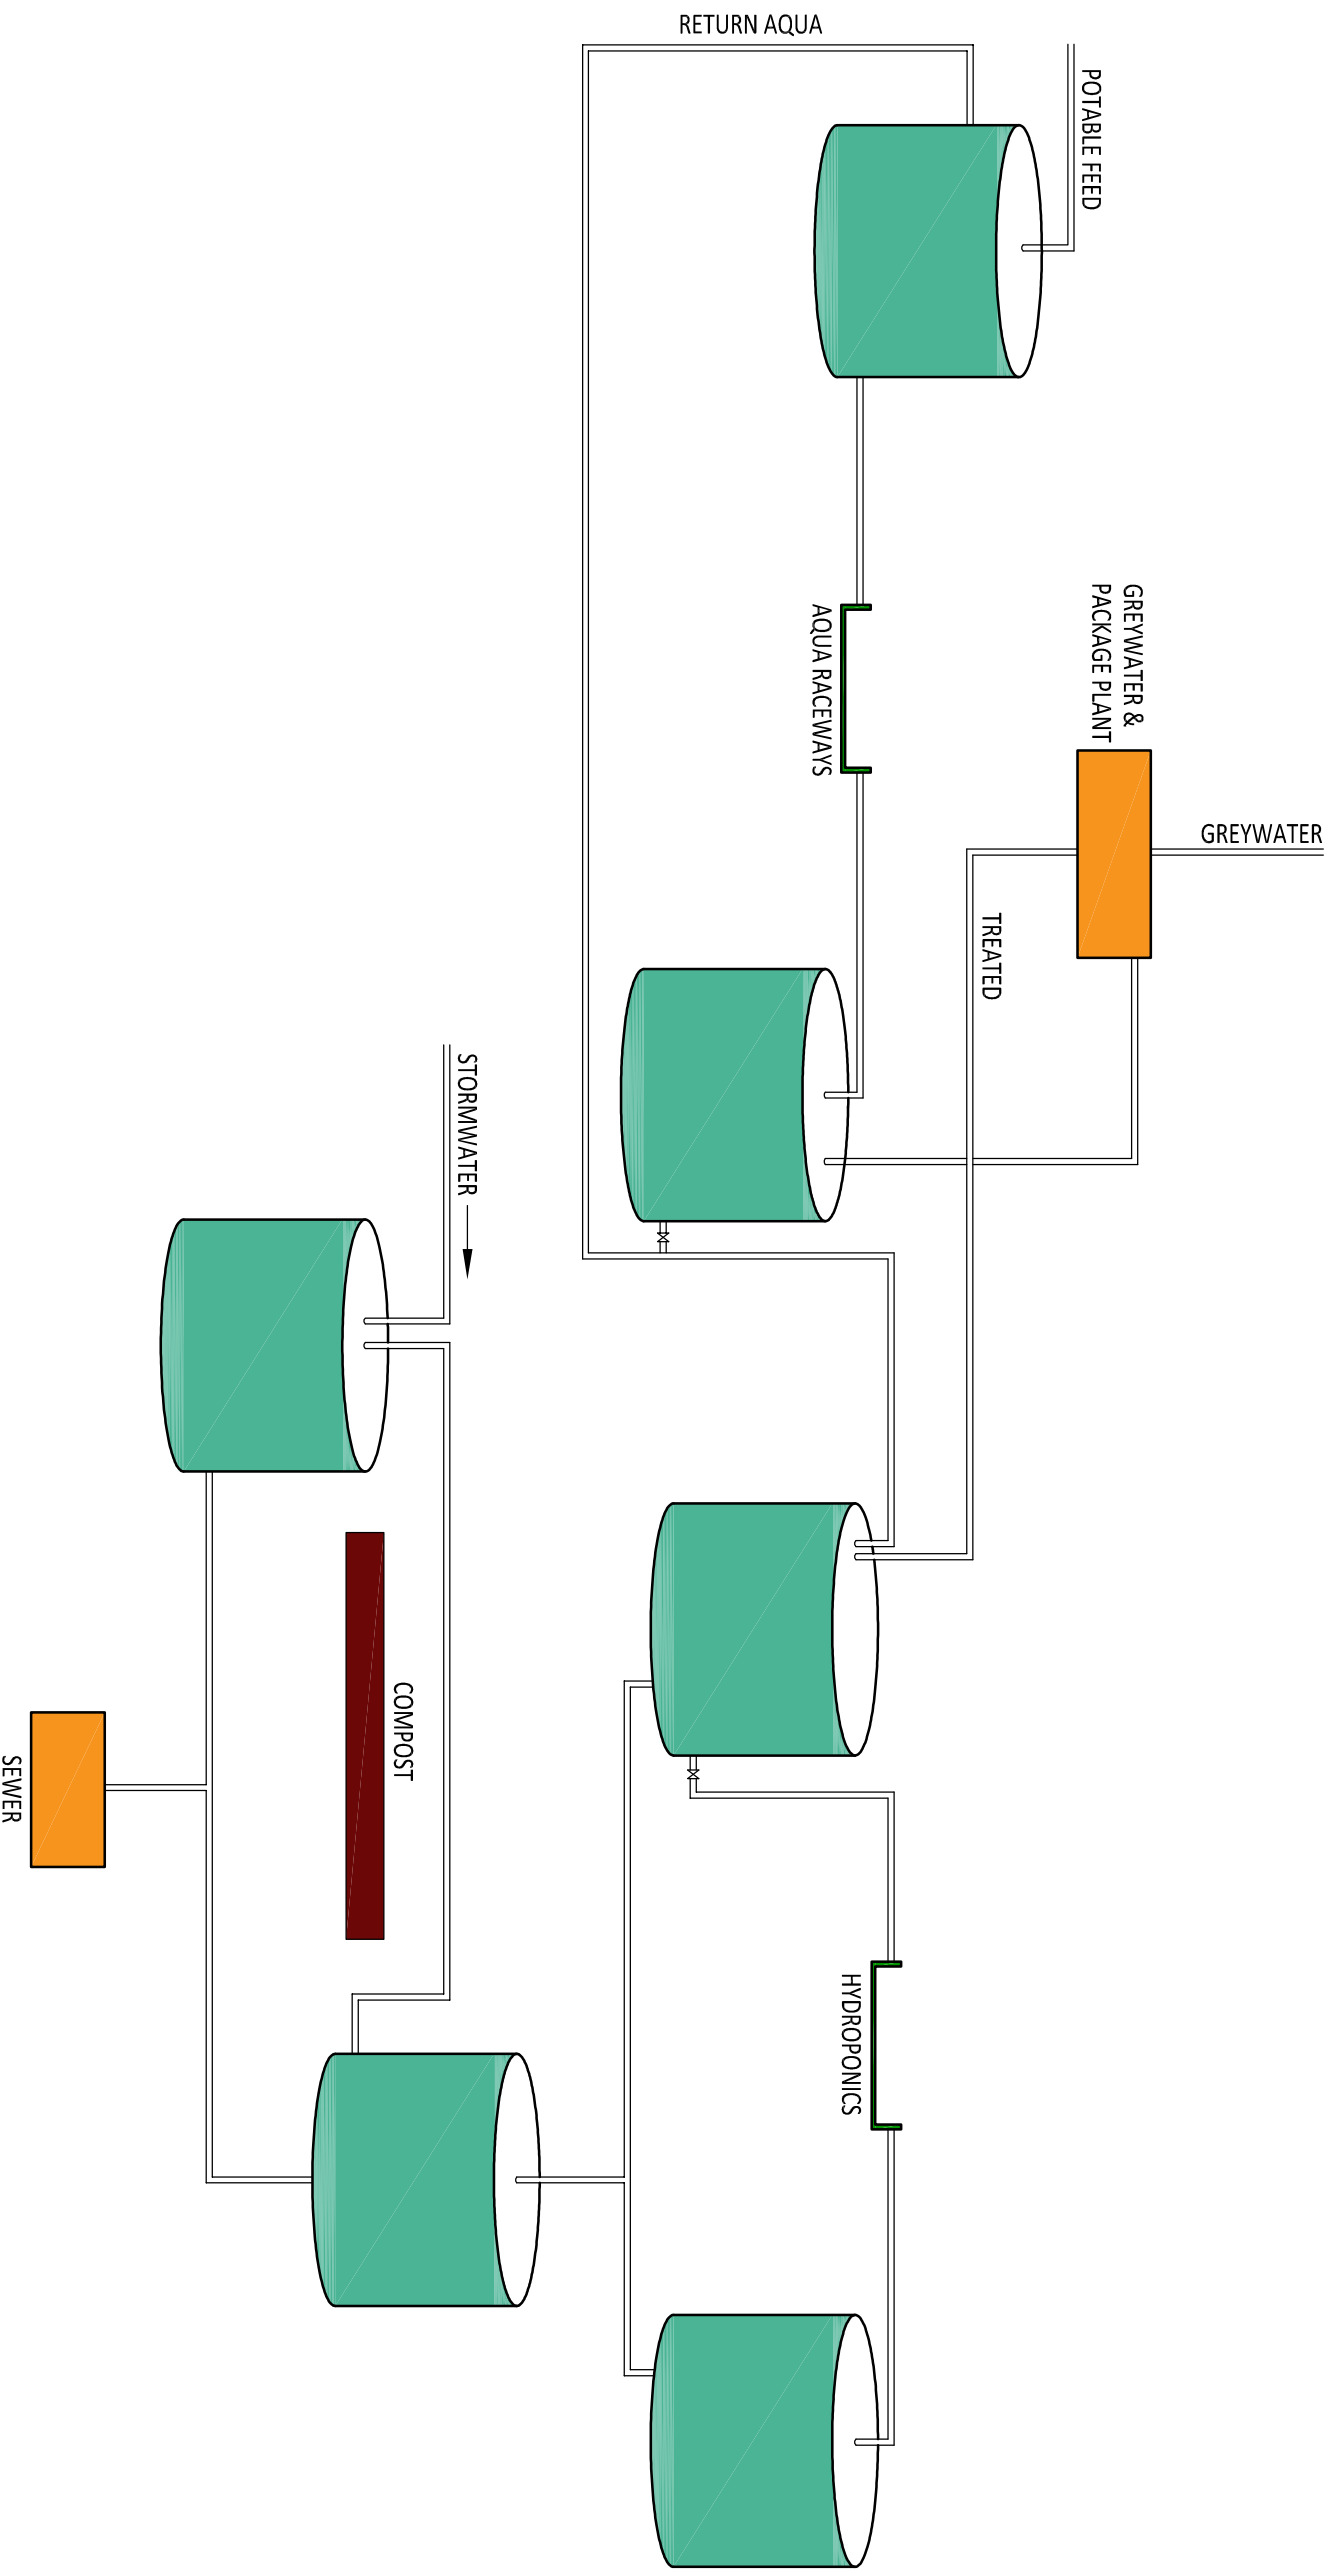 RETURN AQUA
POTABLE FEED
GREYWATER &
PACKAGE PLANT
AQUA RACEWAYS
GREYWATER
TREATED
STORMWATER
COMPOST
SEWER
HYDROPONICS